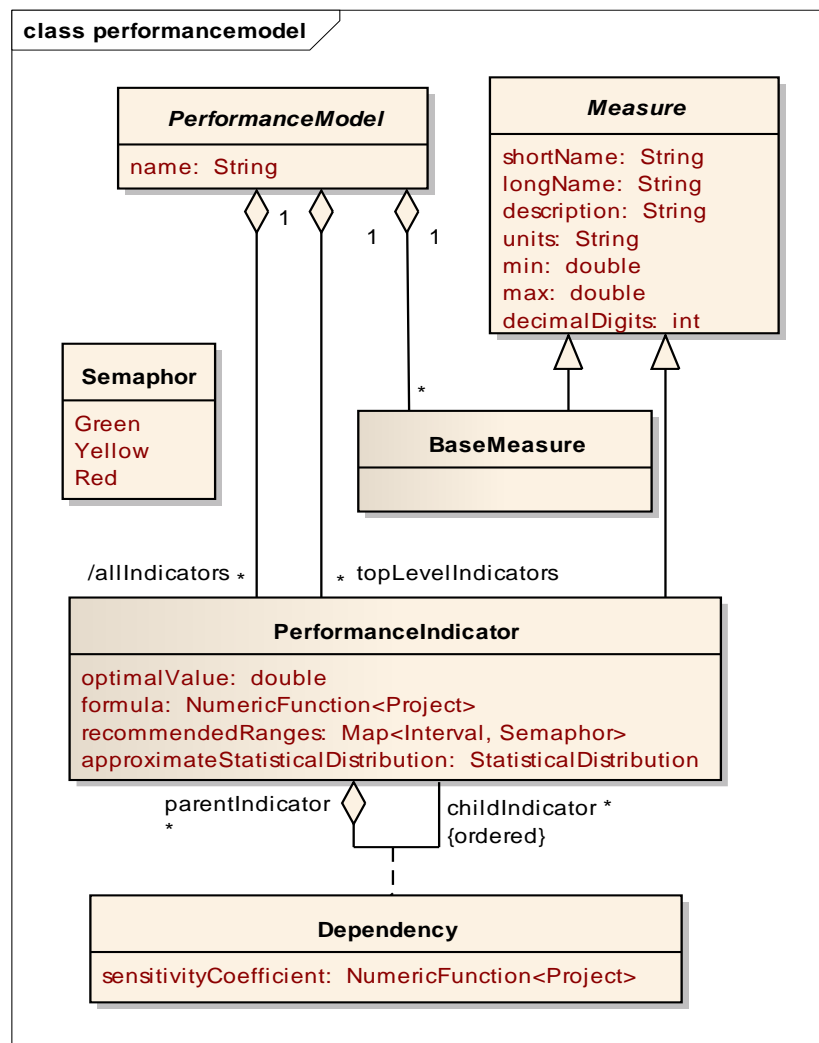 class performancemodel
PerformanceModel
name: String
Measure
shortName: String
longName: String
description: String
units: String
min: double
max: double
decimalDigits: int
1
1
1
Semaphor
Green
Yellow
Red
*
BaseMeasure
/allIndicators *
* topLevelIndicators
PerformanceIndicator
optimalValue: double
formula: NumericFunction<Project>
recommendedRanges: Map<Interval, Semaphor>
approximateStatisticalDistribution: StatisticalDistribution
parentIndicator
*
childIndicator *
{ordered}
Dependency
sensitivityCoefficient: NumericFunction<Project>